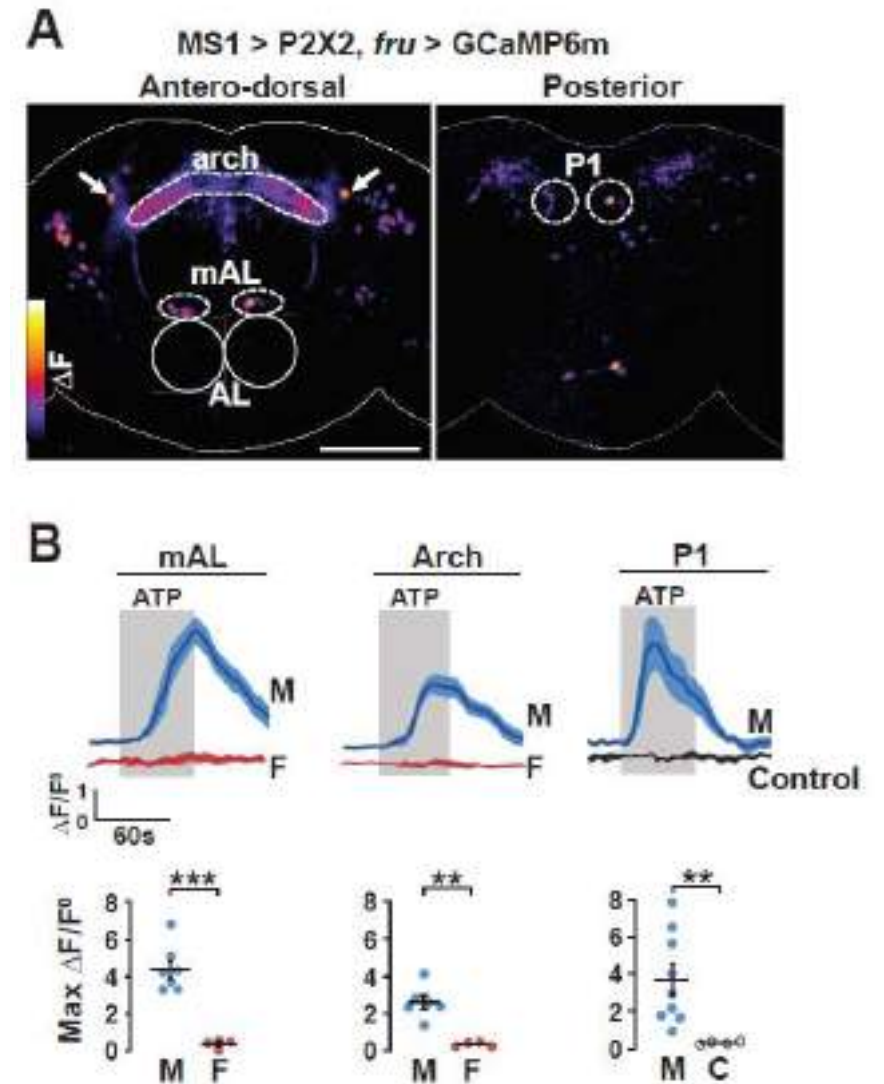 A
MS1 > P2X2, fru > GCaMP6m
Antero-dorsal Posterior
arch
P1
mAL
AL
ΔF
B
mAL Arch P1
ATP ATP ATP
M
M
M
F
F
Control
ΔF/F⁰
1
0
60s
*** ** **
Max ΔF/F⁰
8
6
4
2
0
M F
8
6
4
2
0
M F
8
6
4
2
0
M C